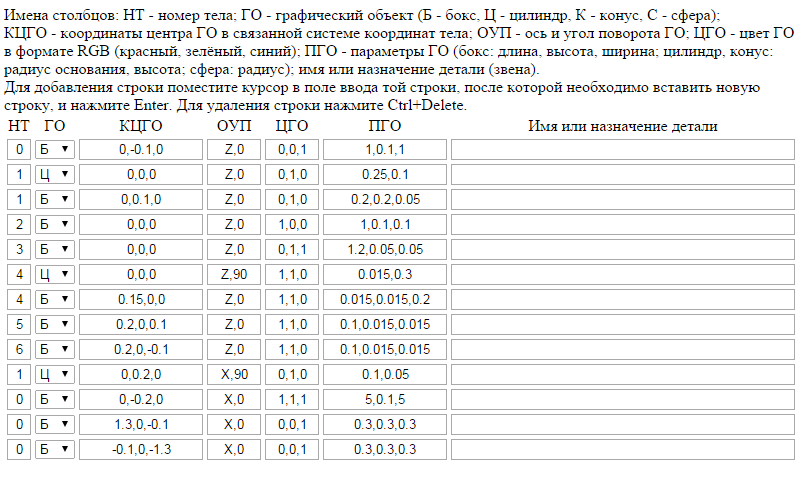 Имена столбцов: НТ - номер тела; ГО - графический объект (Б - бокс, Ц - цилиндр, К - конус, С - сфера);
КЦГО - координаты центра ГО в связанной системе координат тела; ОУП - ось и угол поворота ГО; ЦГО - цвет ГО
в формате RGB (красный, зелёный, синий); ПГО - параметры ГО (бокс: длина, высота, ширина; цилиндр, конус:
радиус основания, высота; сфера: радиус); имя или назначение детали (звена).
Для добавления строки поместите курсор в поле ввода той строки, после которой необходимо вставить новую
строку, и нажмите Enter. Для удаления строки нажмите Ctrl+Delete.
НТ ГО КЦГО ОУП ЦГО ПГО Имя или назначение детали
0 Б 0,-0.1,0 Z,0 0,0,1 1,0.1,1
1 Ц 0,0,0 Z,0 0,1,0 0.25,0.1
1 Б 0,0.1,0 Z,0 0,1,0 0.2,0.2,0.05
2 Б 0,0,0 Z,0 1,0,0 1,0.1,0.1
3 Б 0,0,0 Z,0 0,1,1 1.2,0.05,0.05
4 Ц 0,0,0 Z,90 1,1,0 0.015,0.3
4 Б 0.15,0,0 Z,0 1,1,0 0.015,0.015,0.2
5 Б 0.2,0,0.1 Z,0 1,1,0 0.1,0.015,0.015
6 Б 0.2,0,-0.1 Z,0 1,1,0 0.1,0.015,0.015
1 Ц 0,0.2,0 X,90 0,1,0 0.1,0.05
0 Б 0,-0.2,0 X,0 1,1,1 5,0.1,5
0 Б 1.3,0,-0.1 X,0 0,0,1 0.3,0.3,0.3
0 Б -0.1,0,-1.3 X,0 0,0,1 0.3,0.3,0.3